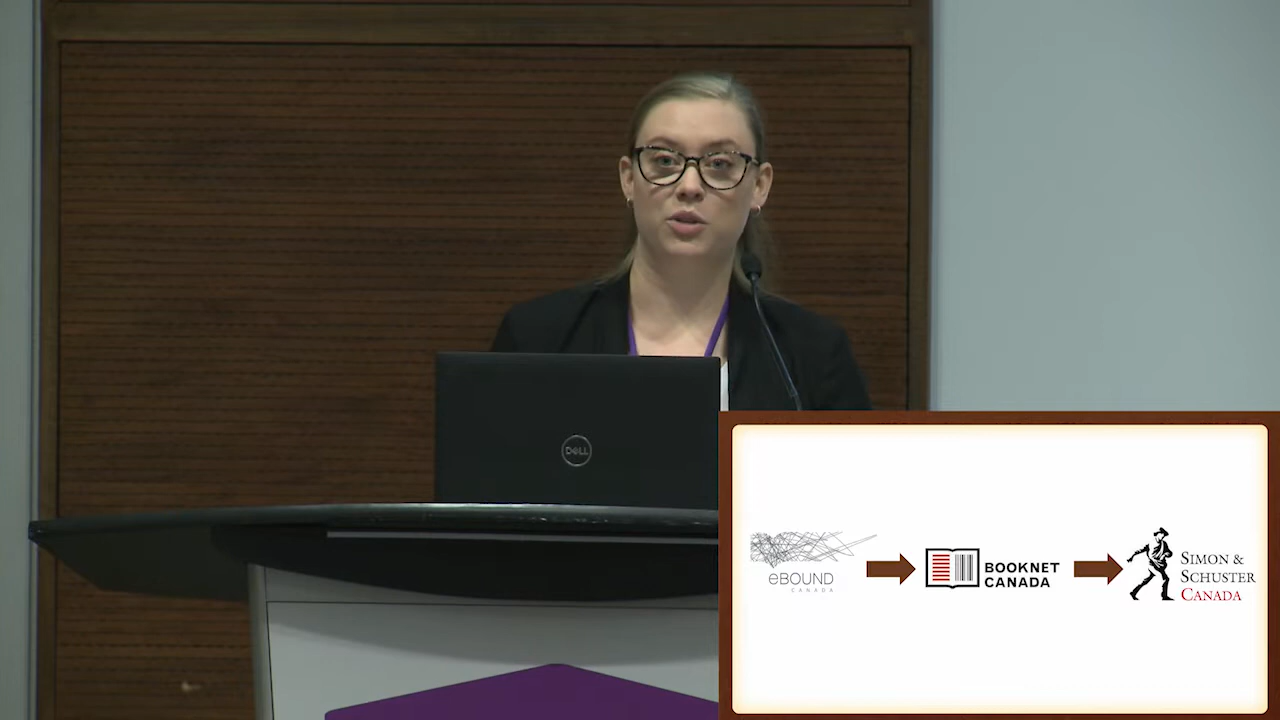 DELL
eBOUND
CANADA
BOOKNET
CANADA
SIMON &
SCHUSTER
CANADA